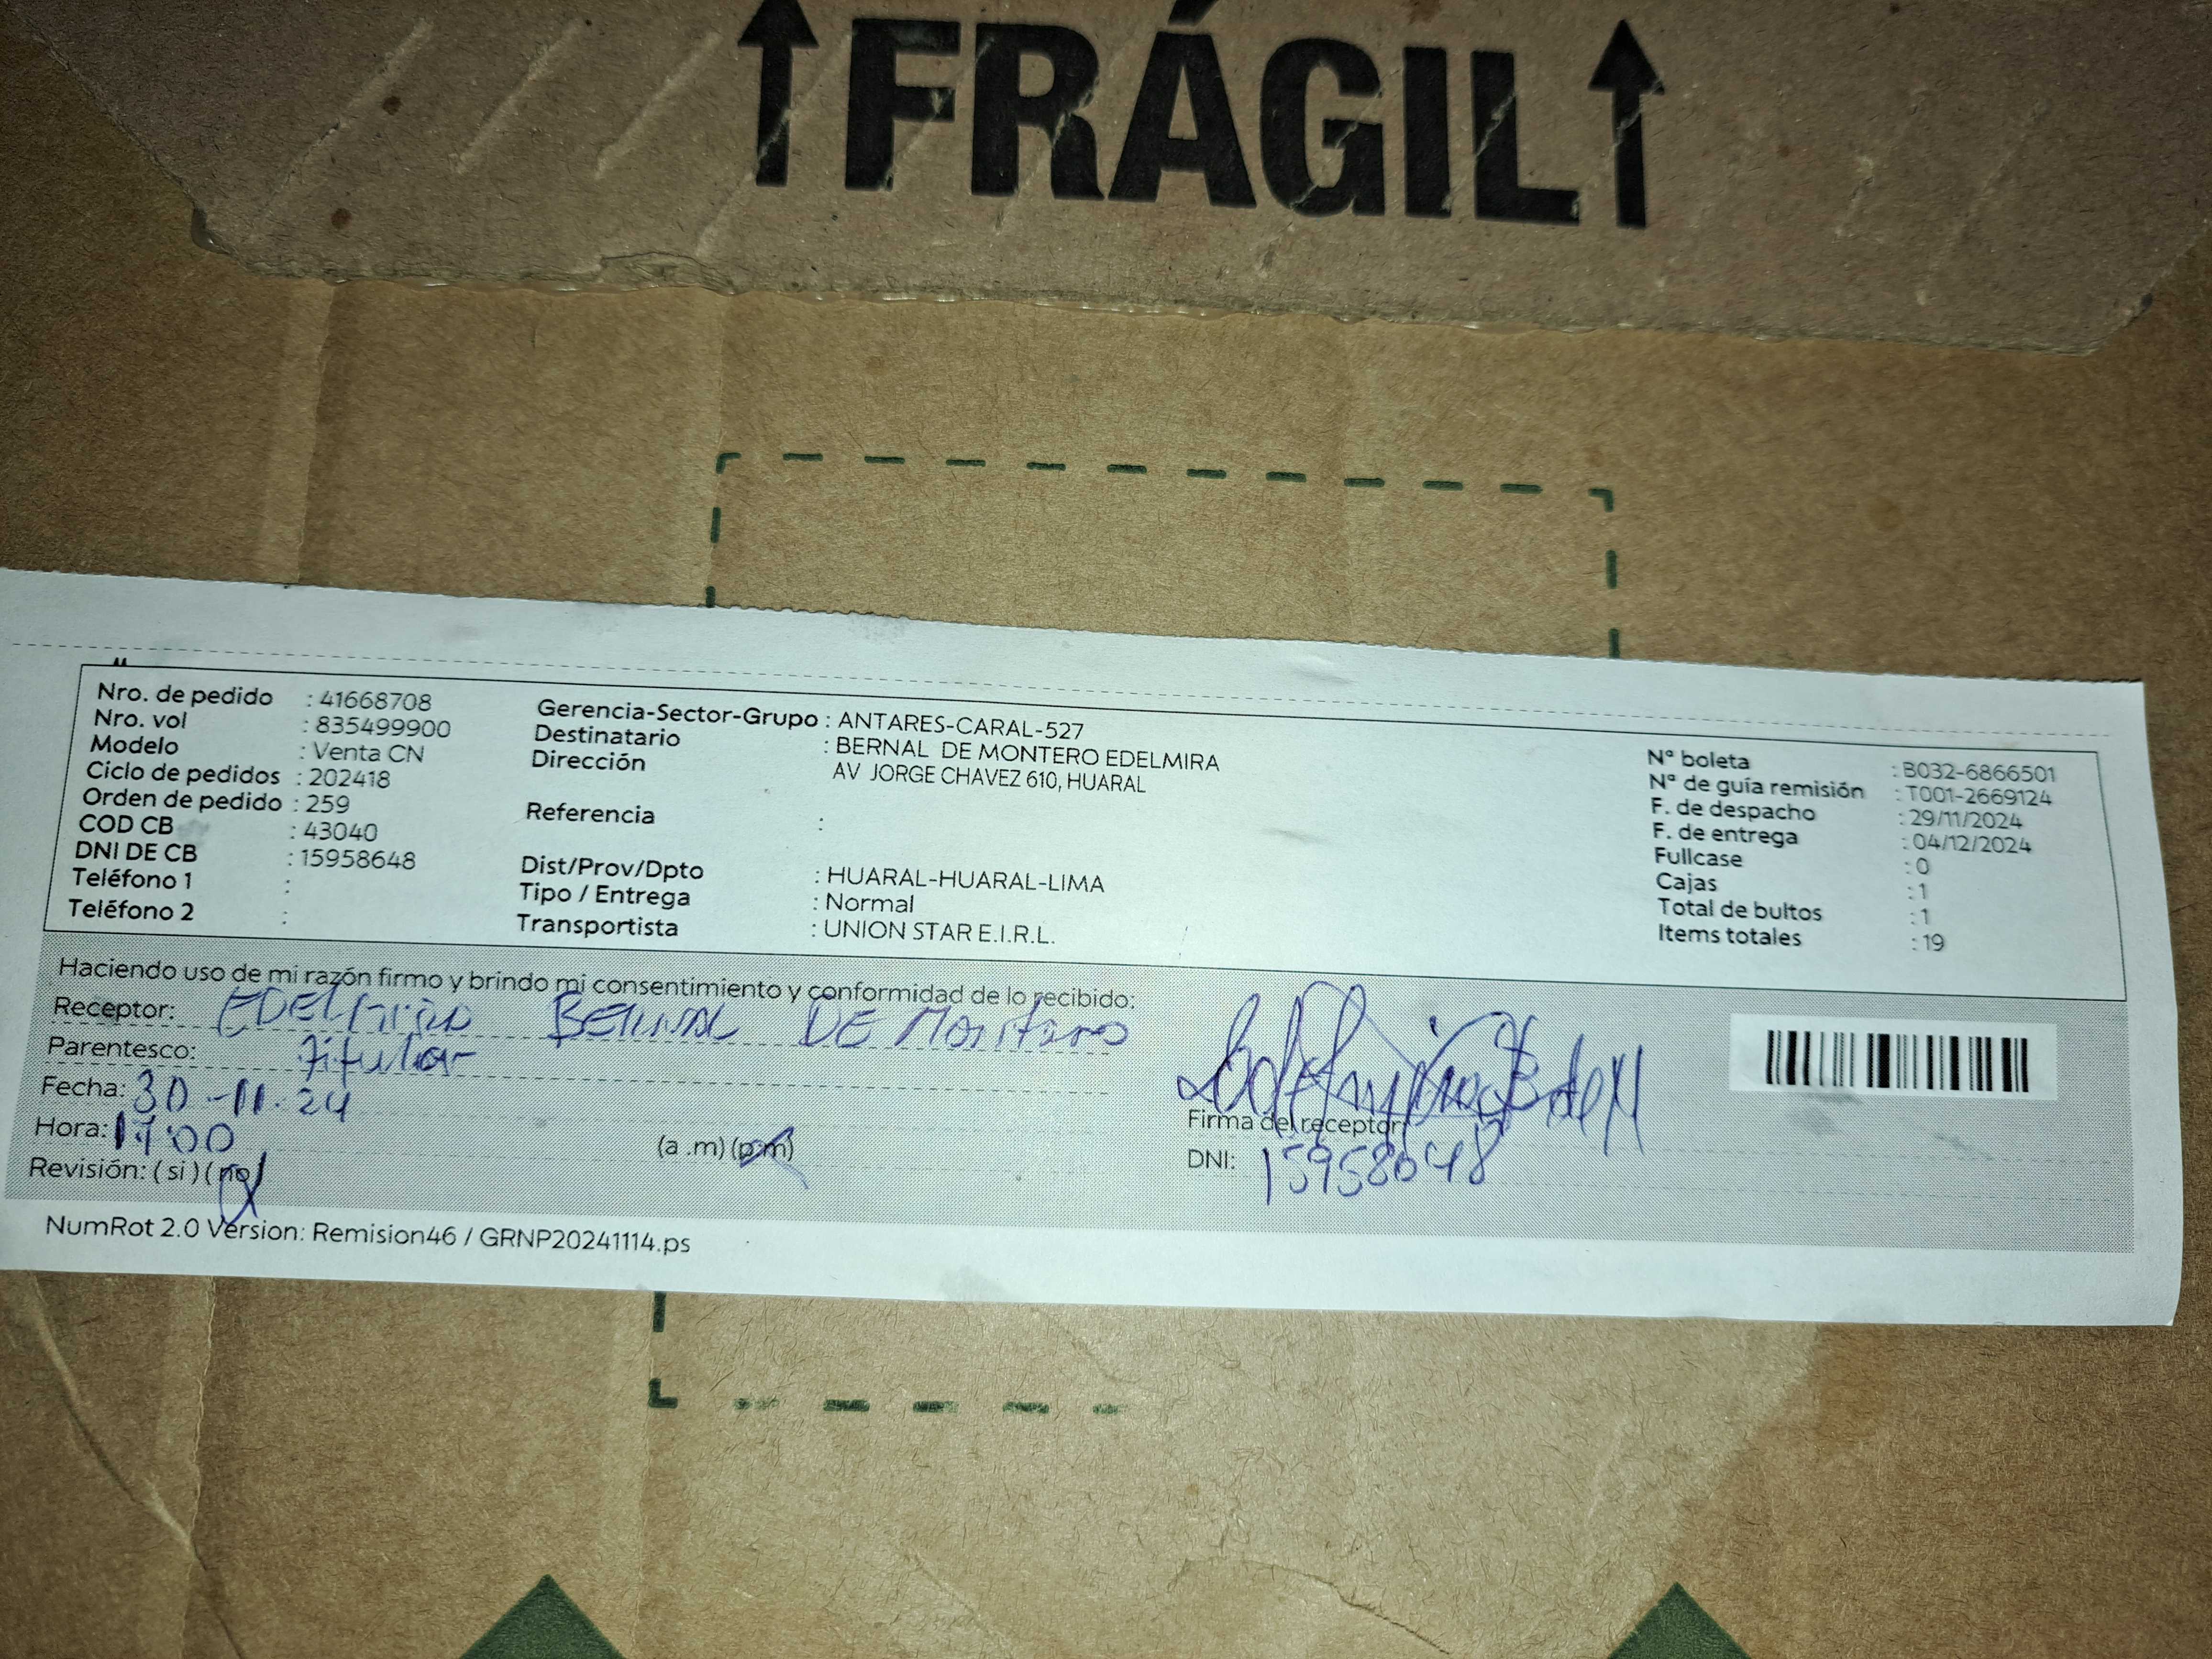 ↑FRÁGIL↑
Nro. de pedido : 41668708
Nro. vol : 835499900
Modelo : Venta CN
Ciclo de pedidos : 202418
Orden de pedido : 259
COD CB : 43040
DNI DE CB : 15958648
Teléfono 1 :
Teléfono 2 :
Gerencia-Sector-Grupo : ANTARES-CARAL-527
Destinatario : BERNAL DE MONTERO EDELMIRA
Dirección AV JORGE CHAVEZ 610, HUARAL
Referencia :
Dist/Prov/Dpto : HUARAL-HUARAL-LIMA
Tipo / Entrega : Normal
Transportista : UNION STAR E.I.R.L.
N° boleta : B032-6866501
N° de guía remisión : T001-2669124
F. de despacho : 29/11/2024
F. de entrega : 04/12/2024
Fullcase : 0
Cajas : 1
Total de bultos : 1
Items totales : 19
Haciendo uso de mi razón firmo y brindo mi consentimiento y conformidad de lo recibido:
Receptor: EDELMIRA BERNAL DE Montero
Parentesco: Titular
Fecha: 30-11-24
Hora: 17:00 (a .m) (p.m)
Revisión: ( si ) ( no )
Firma del receptor
DNI: 15958648
NumRot 2.0 Version: Remision46 / GRNP20241114.ps